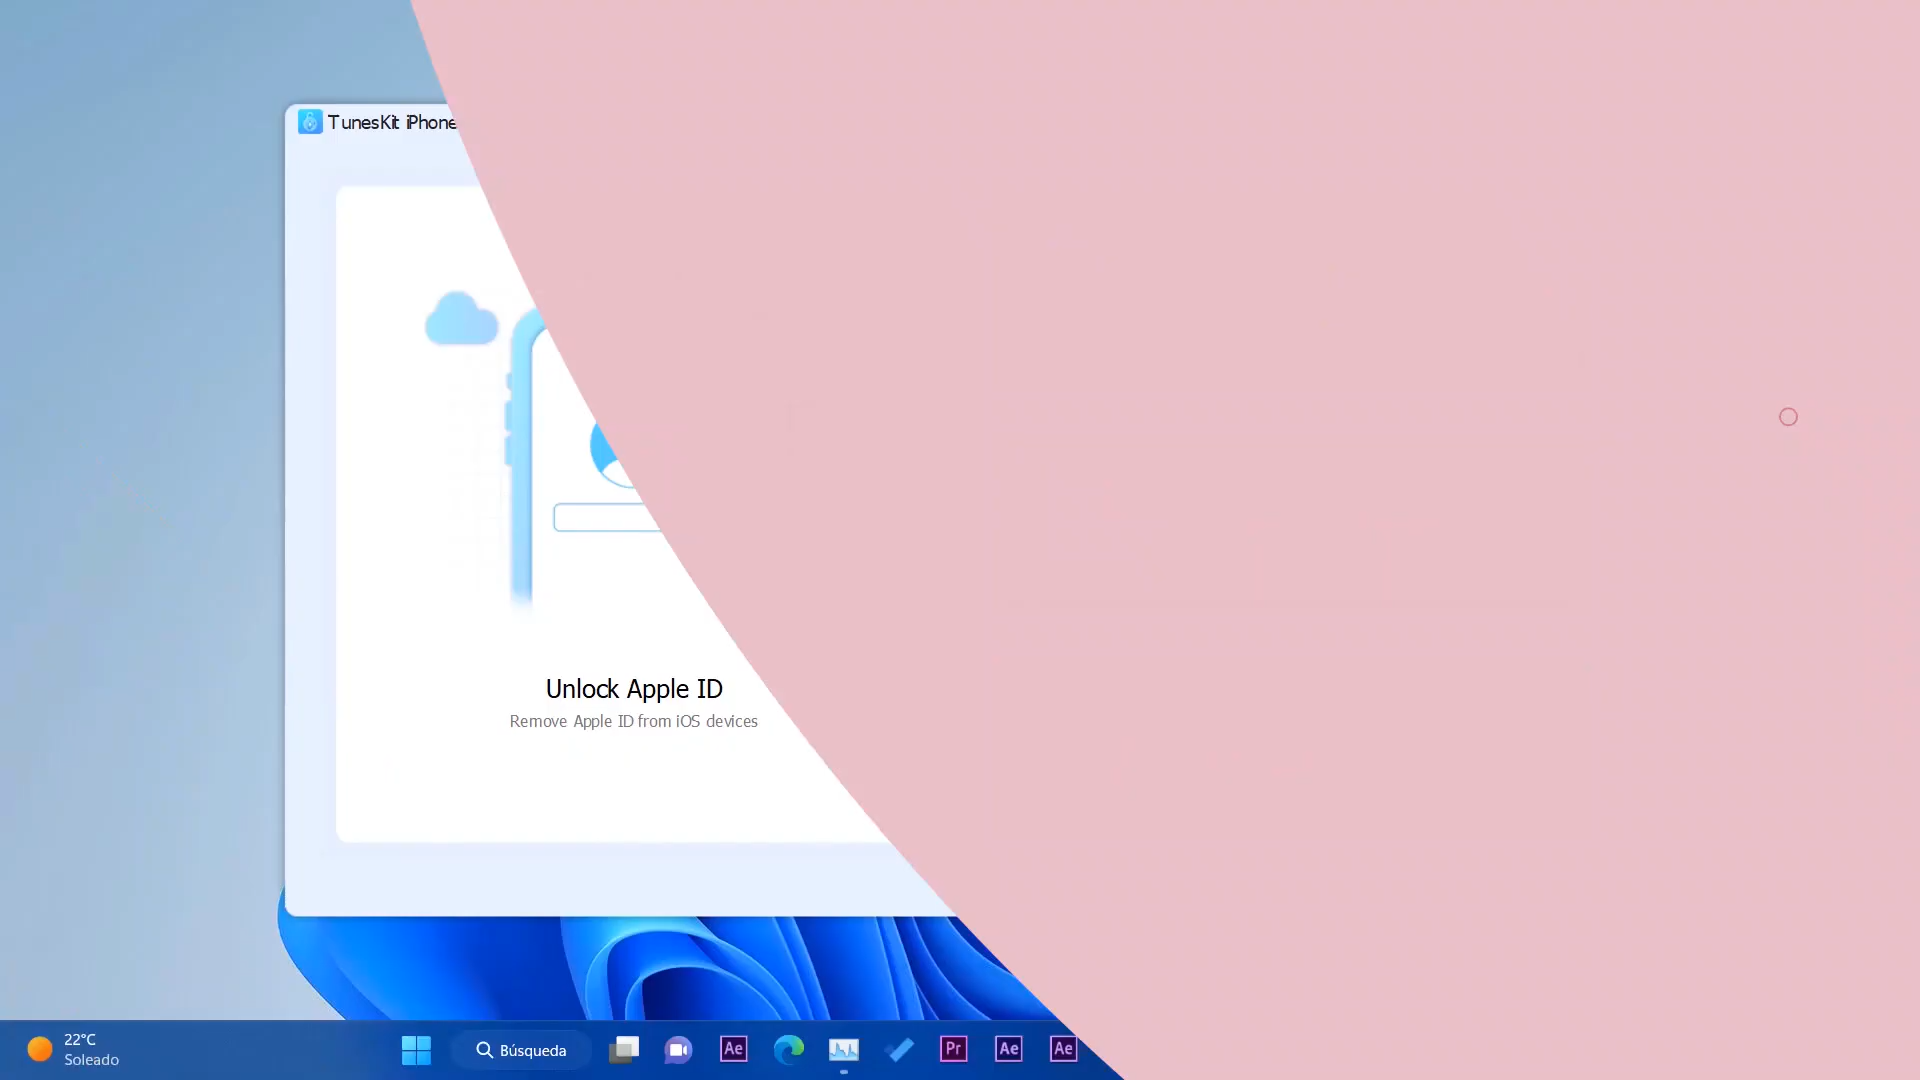 TunesKit iPhone
Unlock Apple ID
Remove Apple ID from iOS devices
22°C
Soleado
Búsqueda
Ae
Pr
Ae
Ae